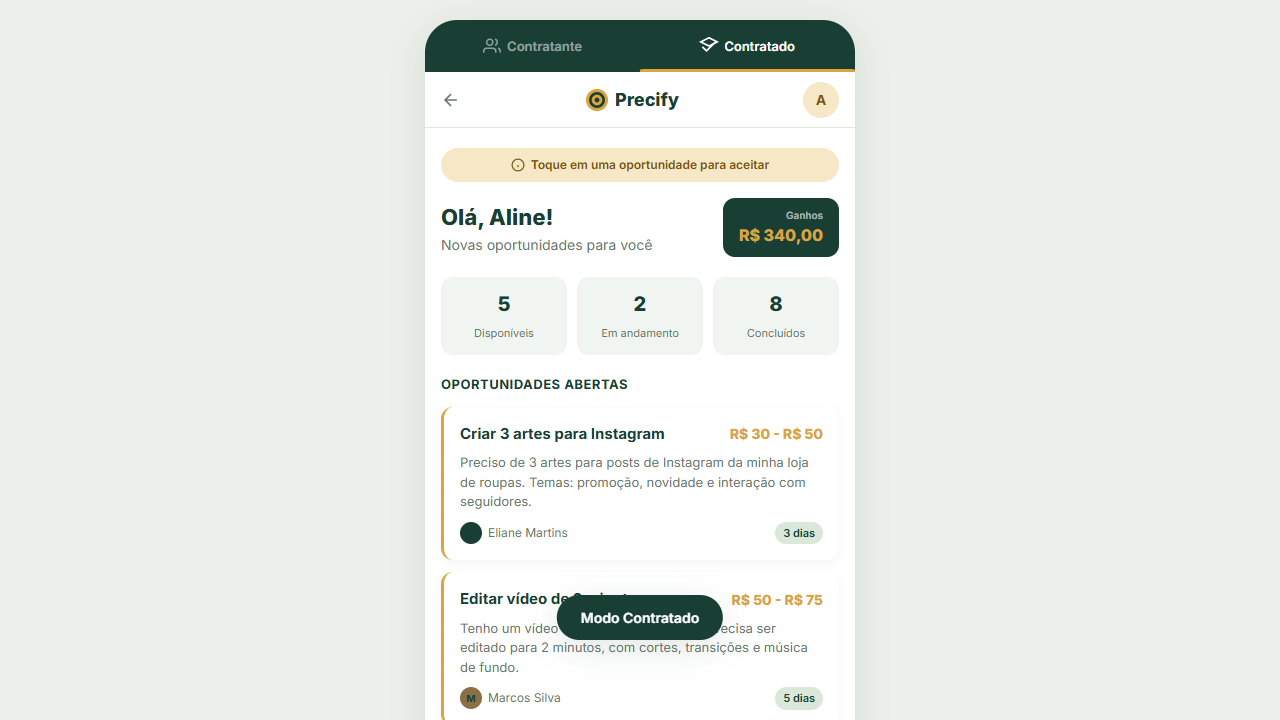 Contratante
Contratado
Precify
A
Toque em uma oportunidade para aceitar
Olá, Aline!
Novas oportunidades para você
Ganhos
R$ 340,00
5
Disponíveis
2
Em andamento
8
Concluídos
OPORTUNIDADES ABERTAS
Criar 3 artes para Instagram
R$ 30 - R$ 50
Preciso de 3 artes para posts de Instagram da minha loja
de roupas. Temas: promoção, novidade e interação com
seguidores.
Eliane Martins
3 dias
Editar vídeo de
R$ 50 - R$ 75
Modo Contratado
Tenho um vídeo ser
editado para 2 minutos, com cortes, transições e música
de fundo.
M
Marcos Silva
5 dias